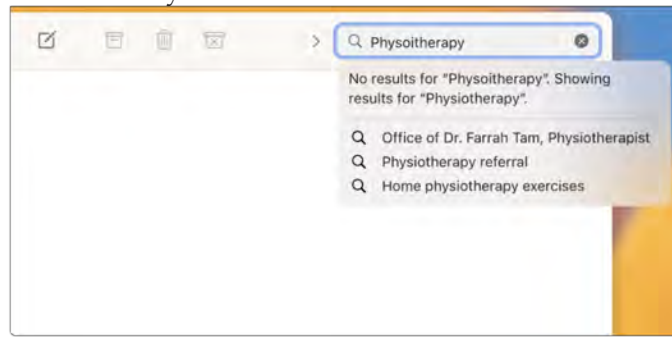 Physoitherapy
No results for “Physoitherapy”. Showing
results for “Physiotherapy”.
Office of Dr. Farrah Tam, Physiotherapist
Physiotherapy referral
Home physiotherapy exercises